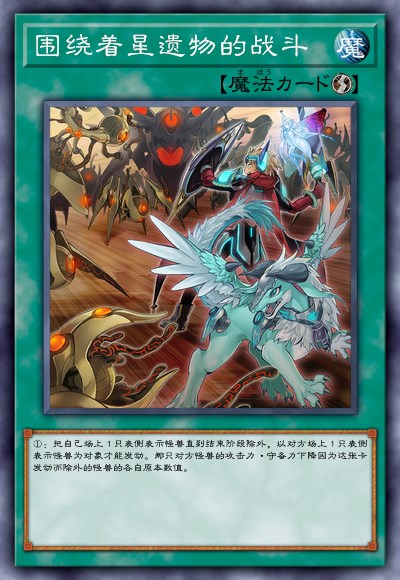 围绕着星遗物的战斗
魔
【魔法カード】
まほう
①：把自己场上１只表侧表示怪兽直到结束阶段除外，以对方场上１只表侧
表示怪兽为对象才能发动。那只对方怪兽的攻击力・守备力下降因为这张卡
发动而除外的怪兽的各自原本数值。